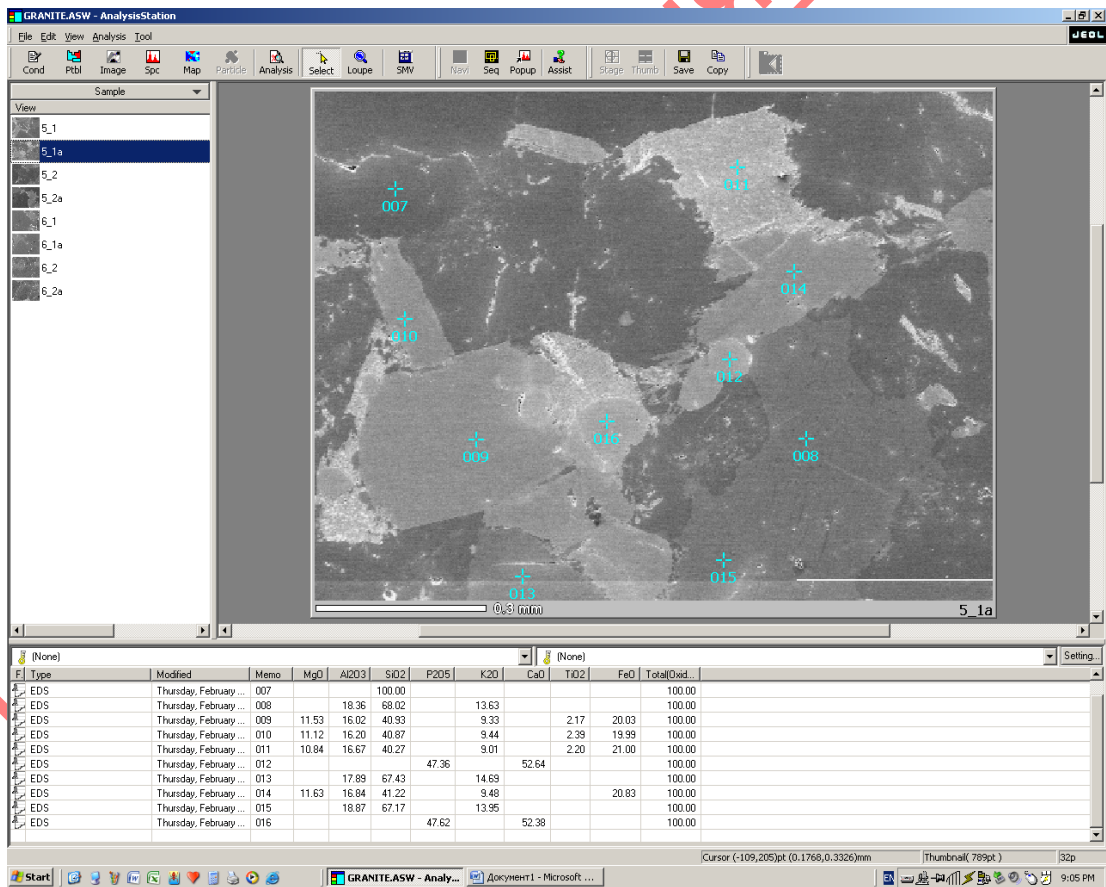 GRANITE.ASW - AnalysisStation
File Edit View Analysis Tool
JEOL
Cond Ptbl Image Spc Map Particle Analysis Select Loupe SMV Navi Seq Popup Assist Stage Thumb Save Copy
Sample
View
5_1
5_1a
5_2
5_2a
6_1
6_1a
6_2
6_2a
011
007
014
010
012
016
009
008
015
013
0.3 mm
5_1a
(None) (None) Setting...
F. Type Modified Memo MgO Al2O3 SiO2 P2O5 K2O CaO TiO2 FeO Total(Oxid...
EDS Thursday, February ... 007 100.00 100.00
EDS Thursday, February ... 008 18.36 68.02 13.63 100.00
EDS Thursday, February ... 009 11.53 16.02 40.93 9.33 2.17 20.03 100.00
EDS Thursday, February ... 010 11.12 16.20 40.87 9.44 2.39 19.99 100.00
EDS Thursday, February ... 011 10.84 16.67 40.27 9.01 2.20 21.00 100.00
EDS Thursday, February ... 012 47.36 52.64 100.00
EDS Thursday, February ... 013 17.89 67.43 14.69 100.00
EDS Thursday, February ... 014 11.63 16.84 41.22 9.48 20.83 100.00
EDS Thursday, February ... 015 18.87 67.17 13.95 100.00
EDS Thursday, February ... 016 47.62 52.38 100.00
Cursor (-109,205)pt (0.1768,0.3326)mm Thumbnail( 789pt ) 32p
Start GRANITE.ASW - Analy... Документ1 - Microsoft ... EN 9:05 PM